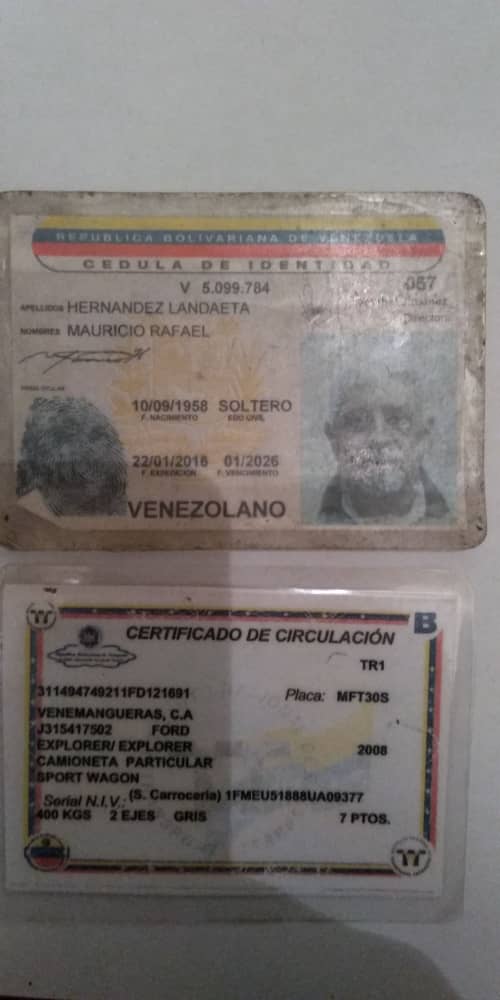 REPUBLICA BOLIVARIANA DE VENEZUELA
CEDULA DE IDENTIDAD
V 5.099.784
057
APELLIDOS HERNANDEZ LANDAETA
Director
NOMBRES MAURICIO RAFAEL
10/09/1958 SOLTERO
F. NACIMIENTO EDO CIVIL
22/01/2016 01/2026
F. EXPEDICION F. VENCIMIENTO
VENEZOLANO
B
CERTIFICADO DE CIRCULACIÓN
TR1
311494749211FD121691 Placa: MFT30S
VENEMANGUERAS, C.A
J315417502 FORD
EXPLORER/ EXPLORER 2008
CAMIONETA PARTICULAR
SPORT WAGON
Serial N.I.V.: (S. Carroceria) 1FMEU51888UA09377
400 KGS 2 EJES GRIS 7 PTOS.